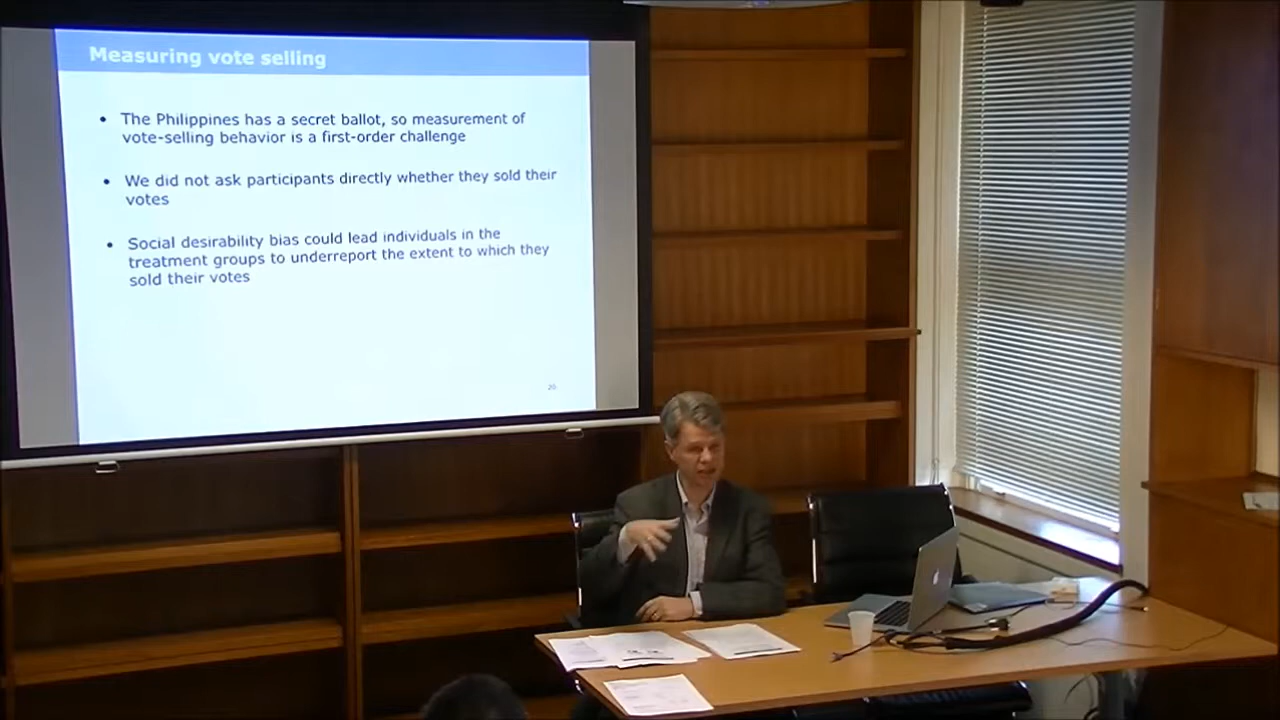 Measuring vote selling
• The Philippines has a secret ballot, so measurement of
vote-selling behavior is a first-order challenge
• We did not ask participants directly whether they sold their
votes
• Social desirability bias could lead individuals in the
treatment groups to underreport the extent to which they
sold their votes
20